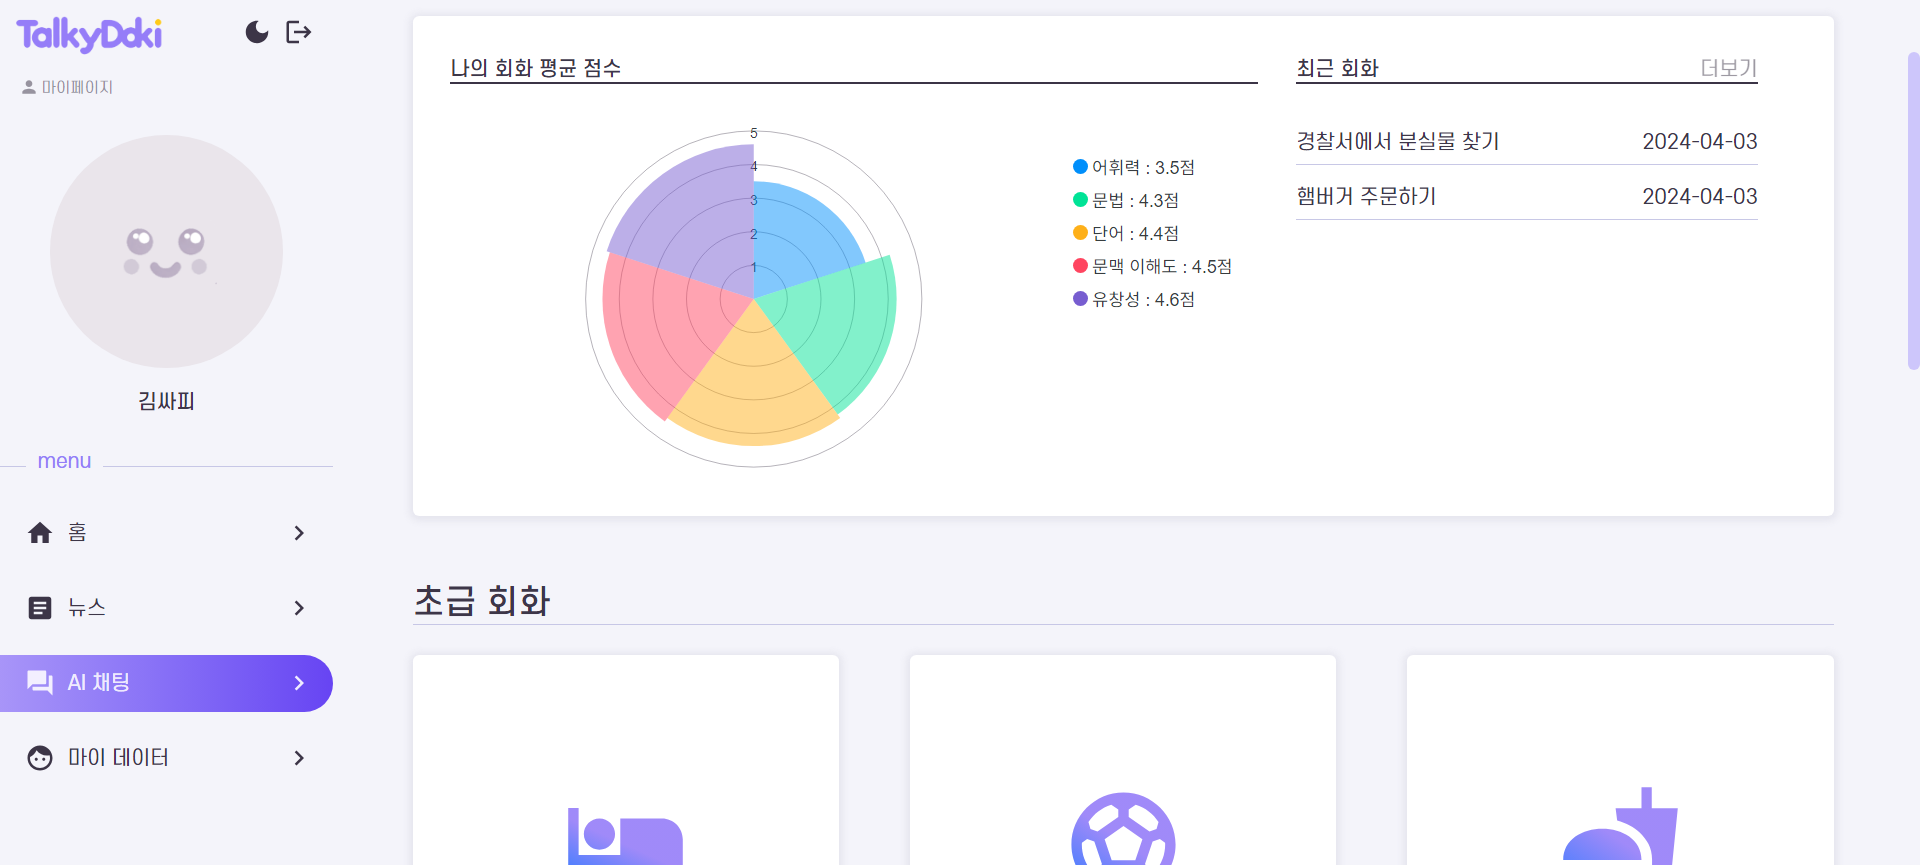 TalkyDoki
마이페이지
김싸피
menu
홈
뉴스
AI 채팅
마이 데이터
나의 회화 평균 점수
5
4
3
2
1
어휘력 : 3.5점
문법 : 4.3점
단어 : 4.4점
문맥 이해도 : 4.5점
유창성 : 4.6점
최근 회화 더보기
경찰서에서 분실물 찾기 2024-04-03
햄버거 주문하기 2024-04-03
초급 회화